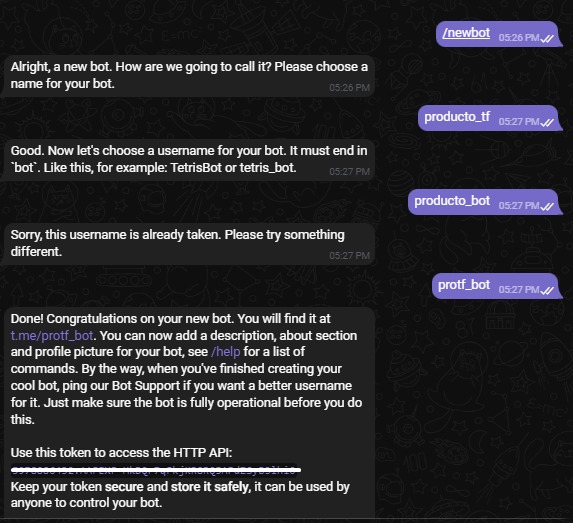 /newbot
05:26 PM
Alright, a new bot. How are we going to call it? Please choose a
name for your bot.
05:26 PM
producto_tf
05:27 PM
Good. Now let's choose a username for your bot. It must end in
`bot`. Like this, for example: TetrisBot or tetris_bot.
05:27 PM
producto_bot
05:27 PM
Sorry, this username is already taken. Please try something
different.
05:27 PM
protf_bot
05:27 PM
Done! Congratulations on your new bot. You will find it at
t.me/protf_bot. You can now add a description, about section
and profile picture for your bot, see /help for a list of
commands. By the way, when you've finished creating your
cool bot, ping our Bot Support if you want a better username
for it. Just make sure the bot is fully operational before you do
this.
Use this token to access the HTTP API:
Keep your token secure and store it safely, it can be used by
anyone to control your bot.